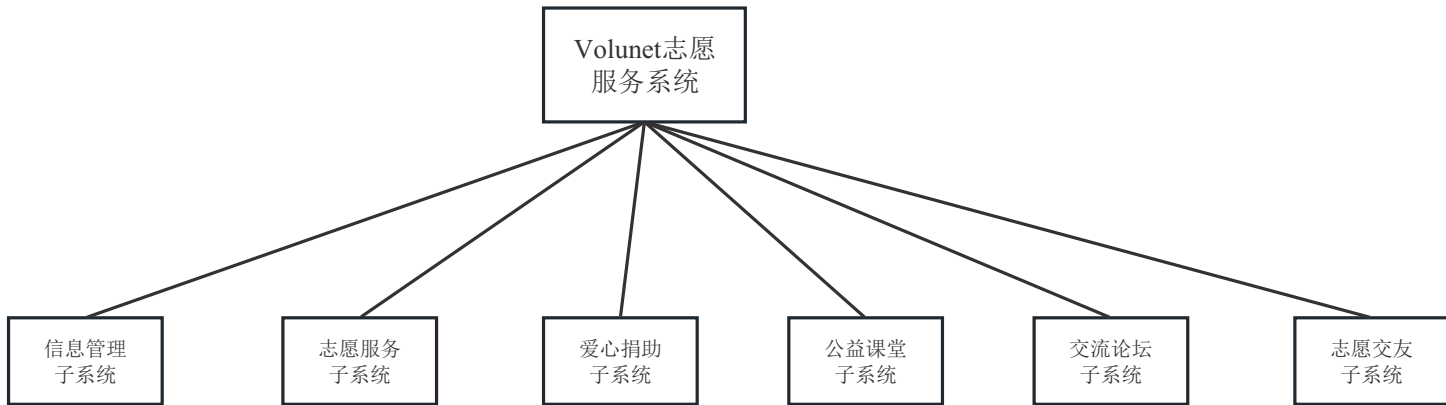 Volunet志愿
服务系统
信息管理
子系统
志愿服务
子系统
爱心捐助
子系统
公益课堂
子系统
交流论坛
子系统
志愿交友
子系统